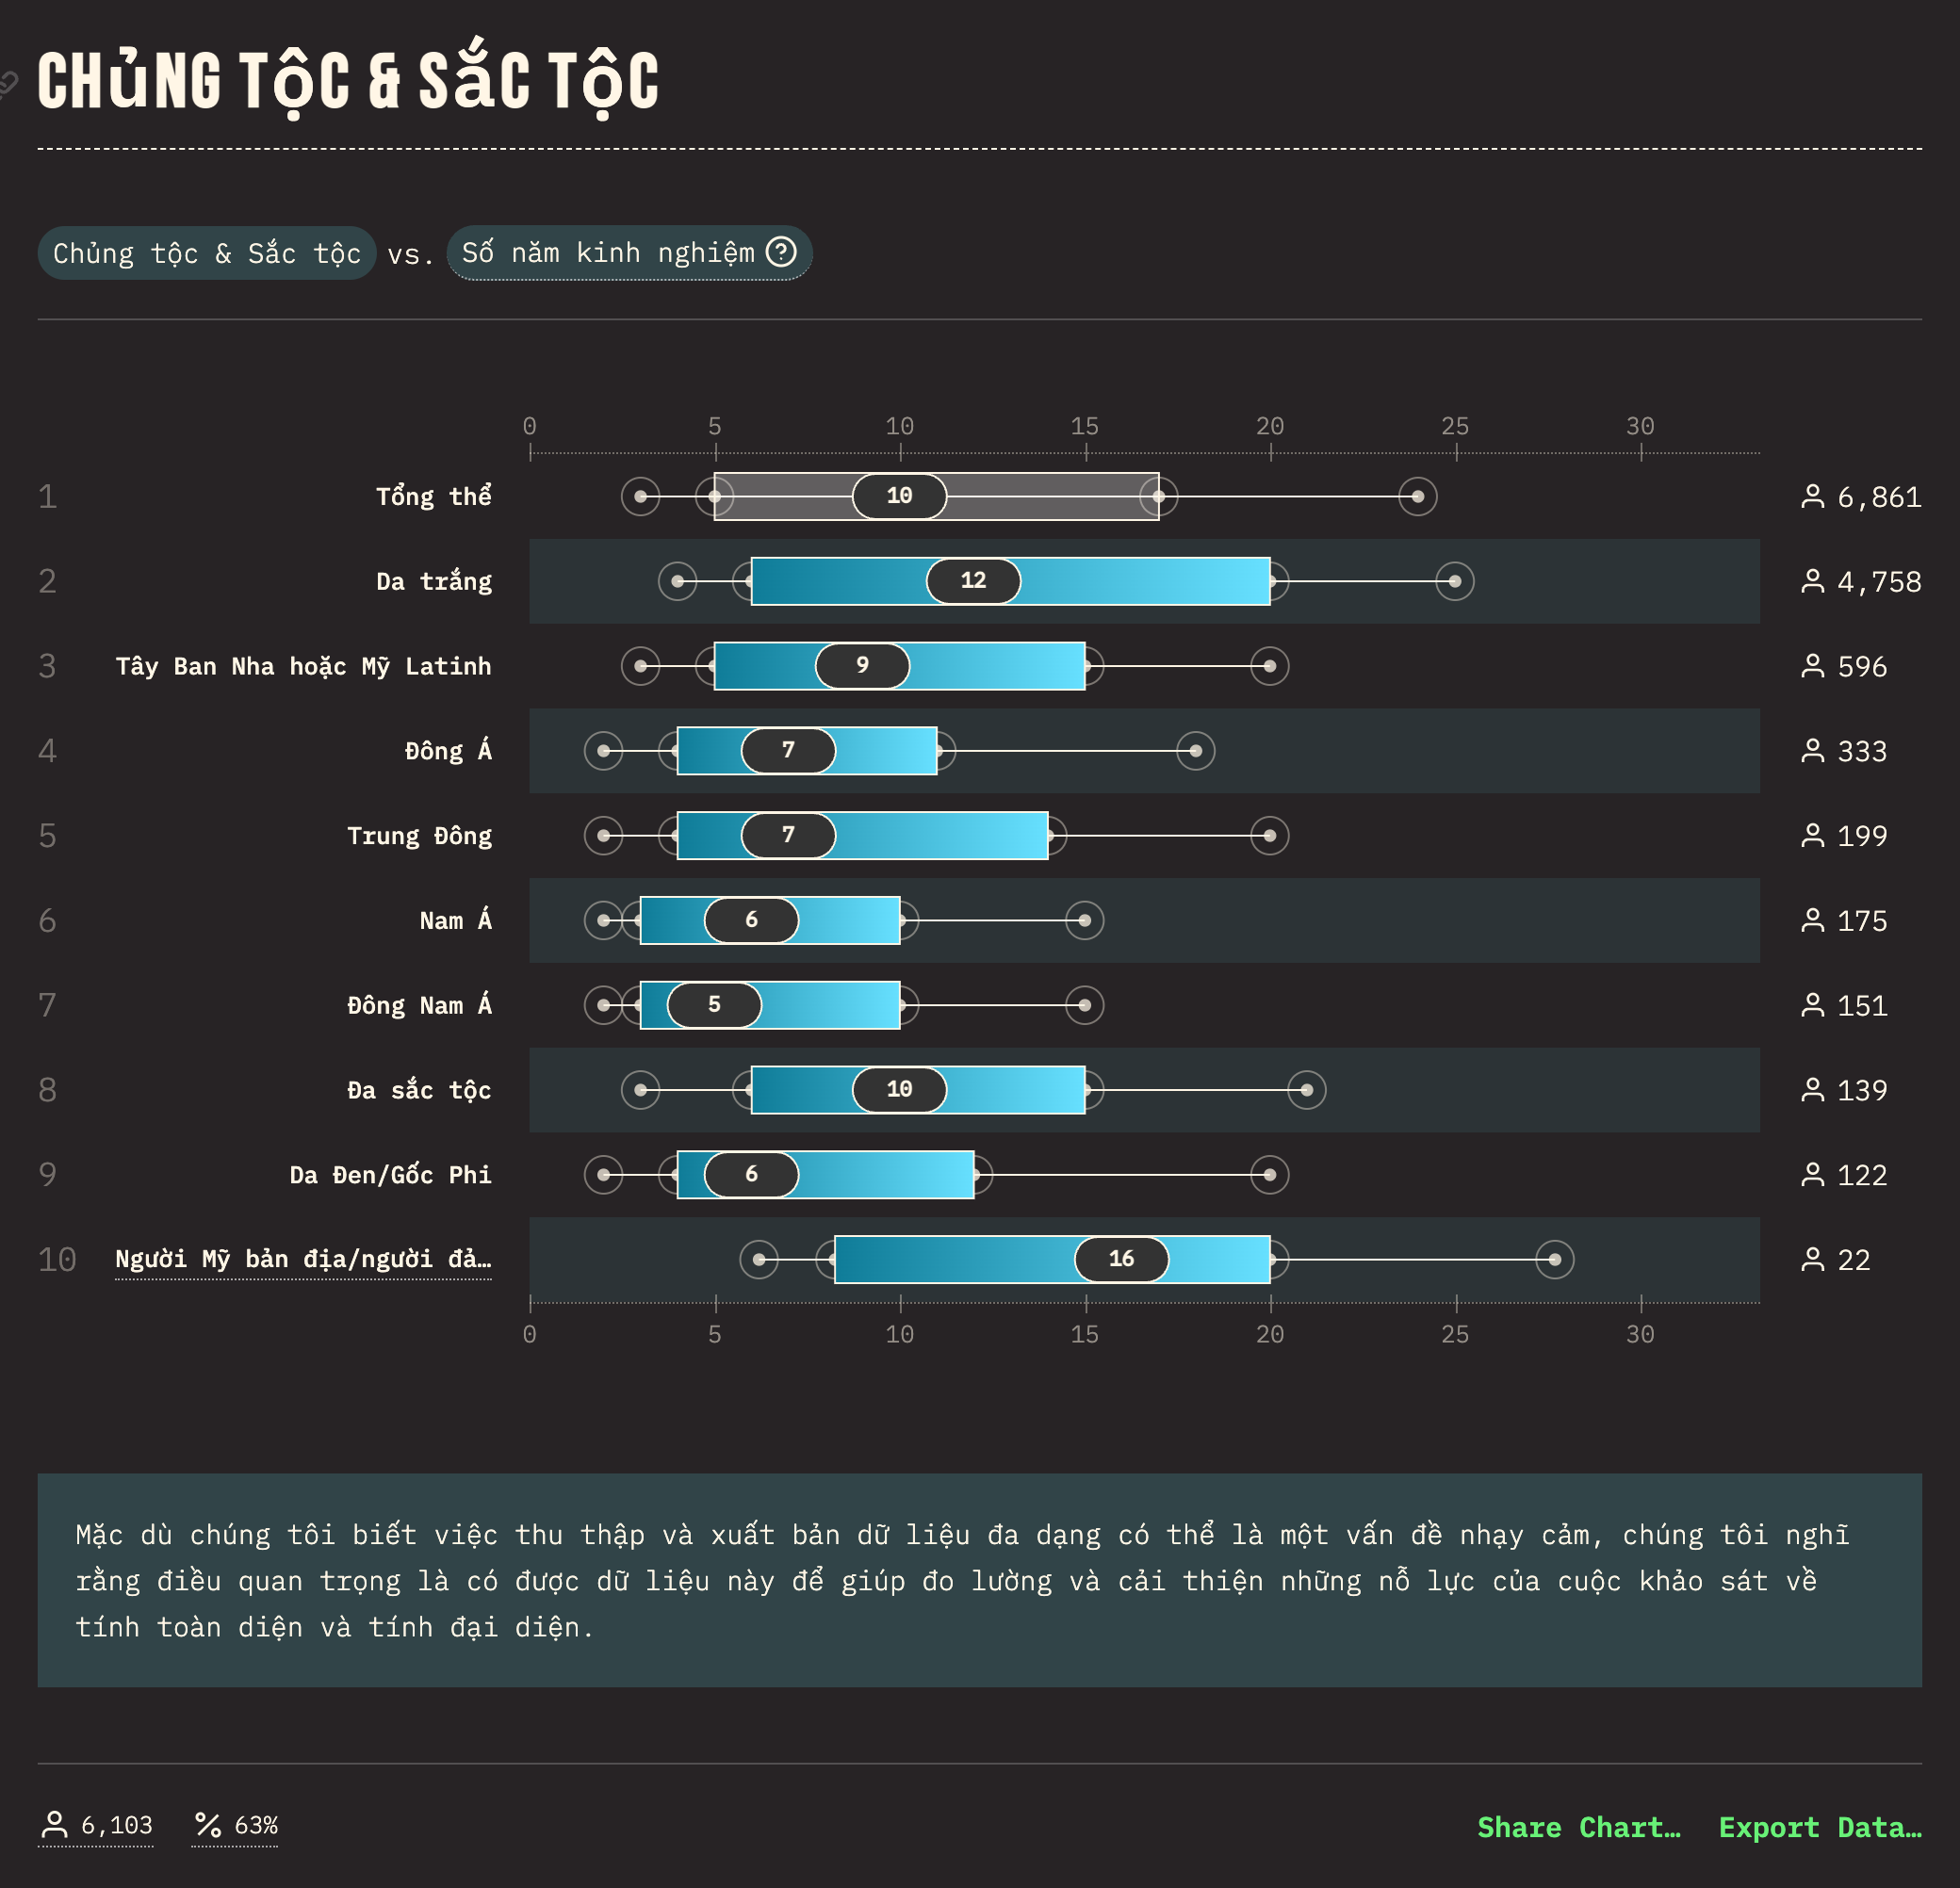 CHủNG TộC & SắC TộC
Chủng tộc & Sắc tộc vs. Số năm kinh nghiệm ?
0 5 10 15 20 25 30
1 Tổng thể 10 6,861
2 Da trắng 12 4,758
3 Tây Ban Nha hoặc Mỹ Latinh 9 596
4 Đông Á 7 333
5 Trung Đông 7 199
6 Nam Á 6 175
7 Đông Nam Á 5 151
8 Đa sắc tộc 10 139
9 Da Đen/Gốc Phi 6 122
10 Người Mỹ bản địa/người đả… 16 22
0 5 10 15 20 25 30
Mặc dù chúng tôi biết việc thu thập và xuất bản dữ liệu đa dạng có thể là một vấn đề nhạy cảm, chúng tôi nghĩ
rằng điều quan trọng là có được dữ liệu này để giúp đo lường và cải thiện những nỗ lực của cuộc khảo sát về
tính toàn diện và tính đại diện.
6,103 63% Share Chart… Export Data…